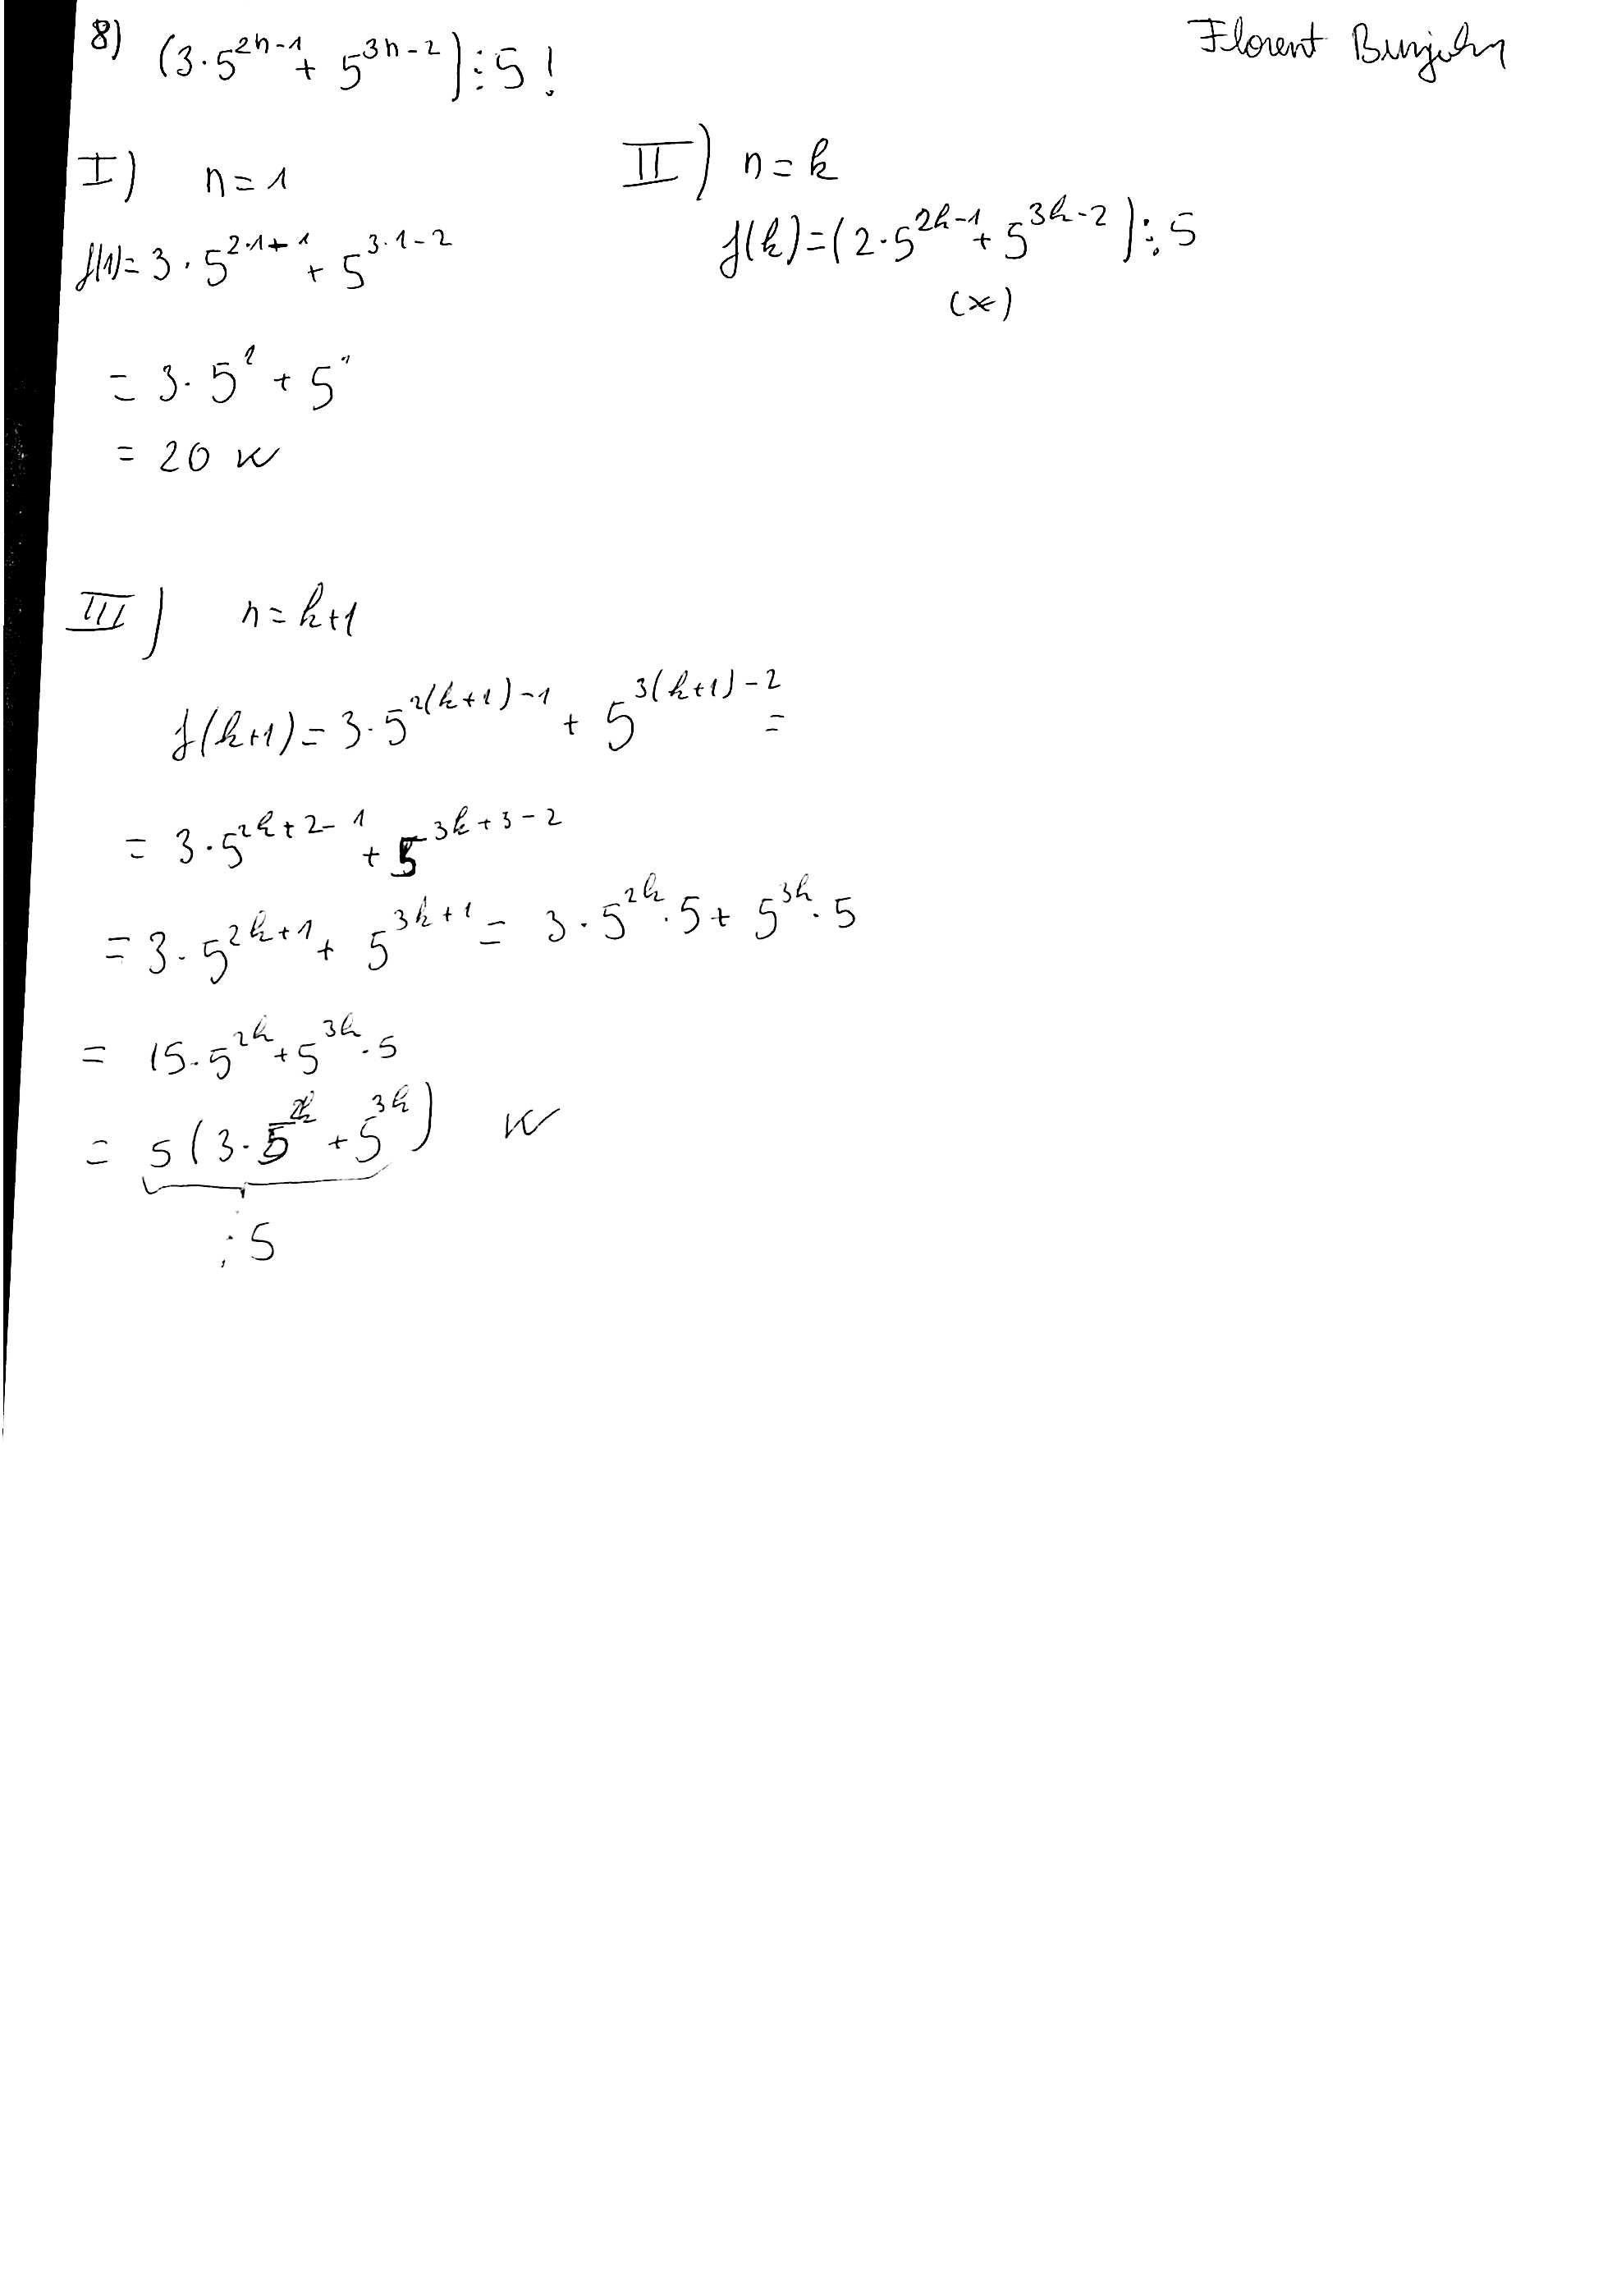 Florent
8) (3·5^{2n-1} + 5^{3n-2}) ⋮ 5 !
I) n=1
f(1)= 3·5^{2·1+1} + 5^{3·1-2}
= 3·5^1 + 5^1
= 20 w
II) n=k
f(k)=(2·5^{2k-1} + 5^{3k-2}) ⋮ 5
(*)
III) n=k+1
f(k+1)= 3·5^{2(k+1)-1} + 5^{3(k+1)-2} =
= 3·5^{2k+2-1} + 5^{3k+3-2}
= 3·5^{2k+1} + 5^{3k+1} = 3·5^{2k}·5 + 5^{3k}·5
= 15·5^{2k} + 5^{3k}·5
= 5(3·5^{2k} + 5^{3k}) w
: 5